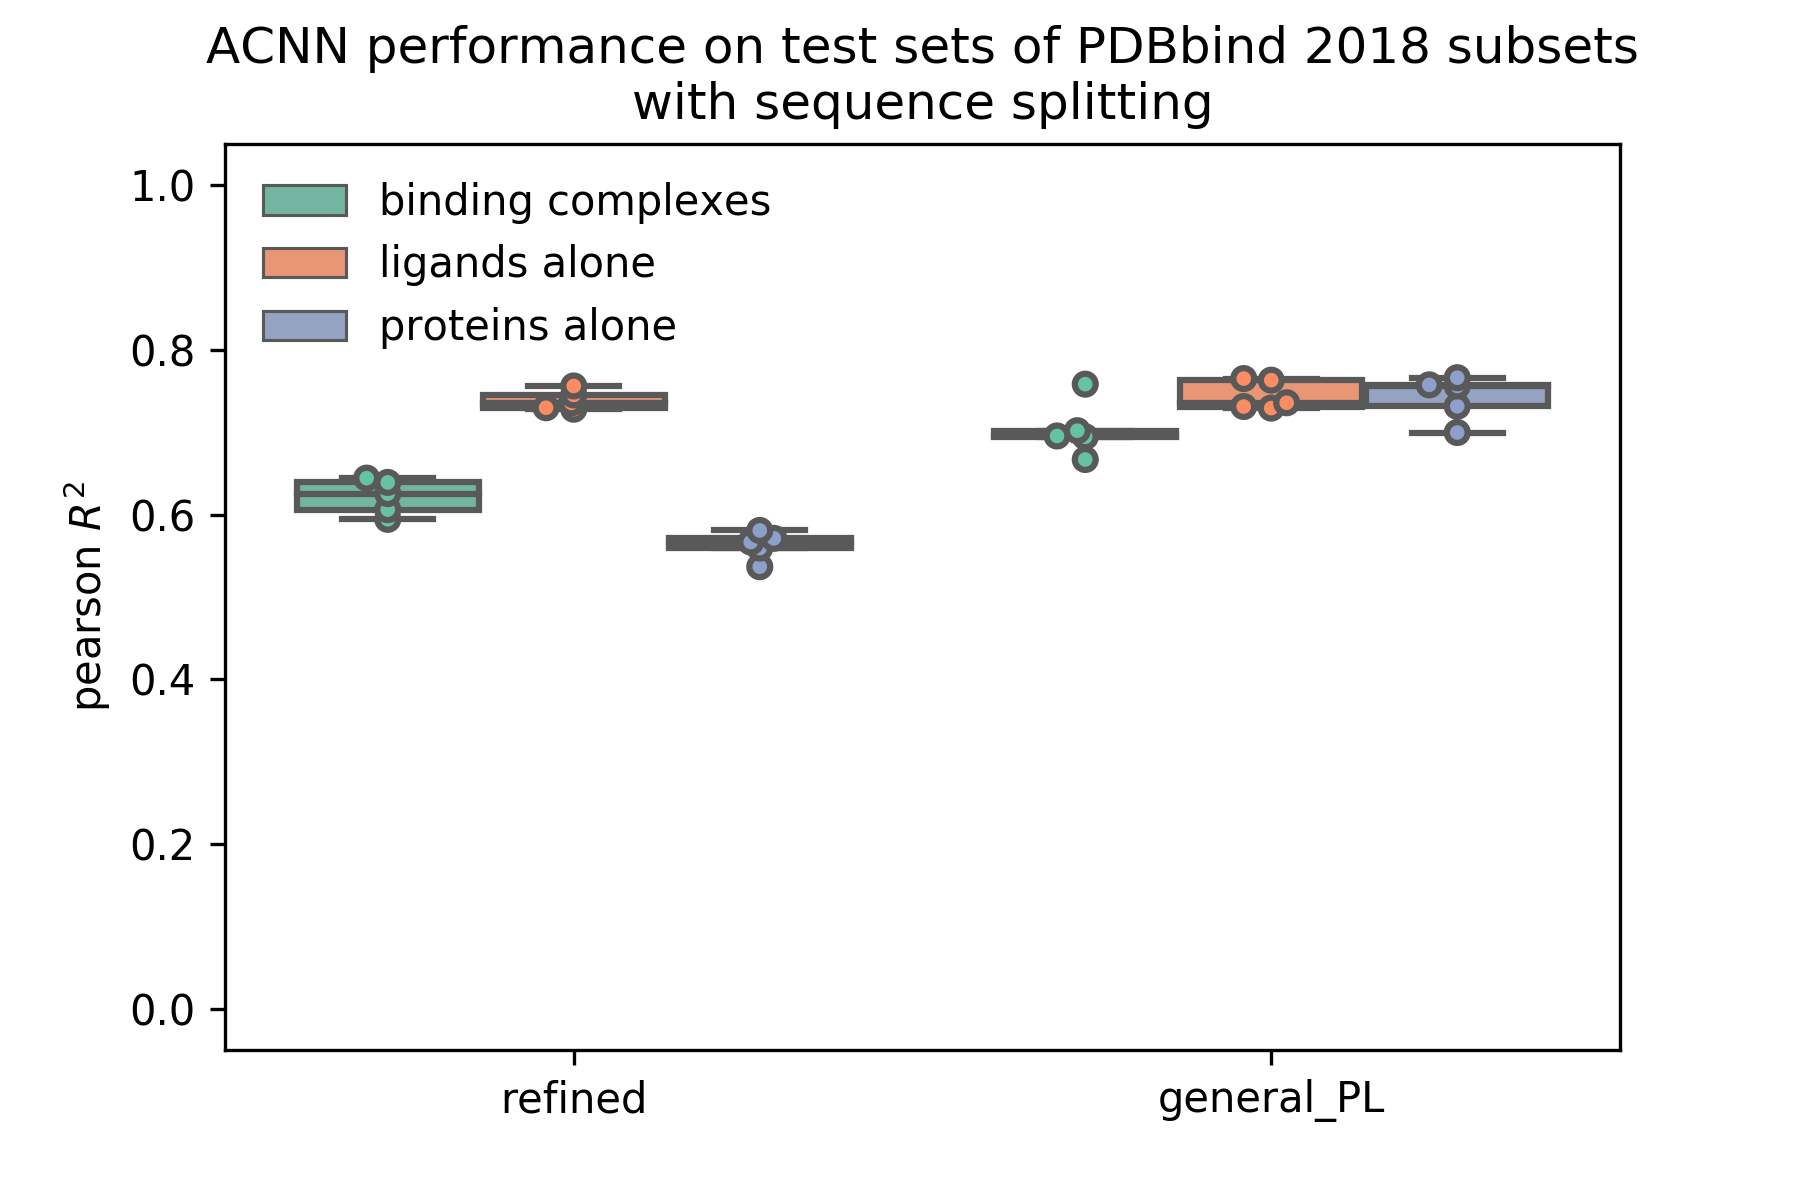 ACNN performance on test sets of PDBbind 2018 subsets
with sequence splitting
binding complexes
ligands alone
proteins alone
1.0
0.8
0.6
0.4
0.2
0.0
pearson R²
refined
general_PL